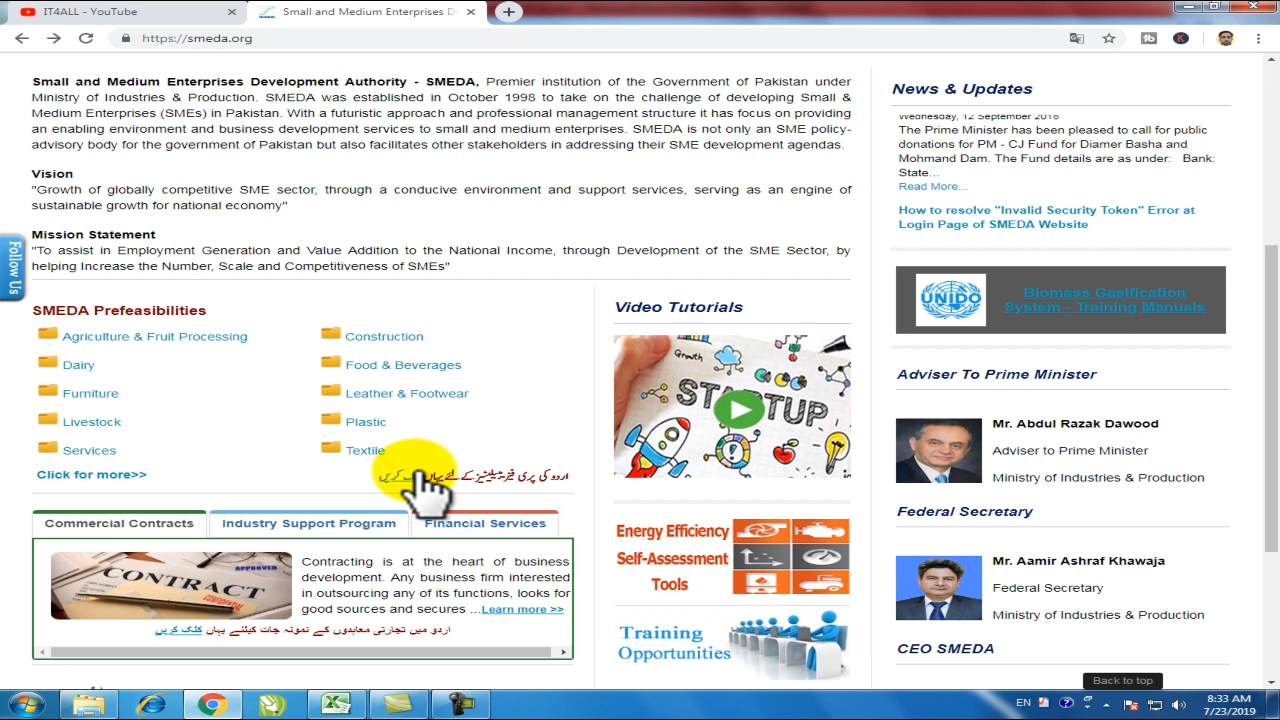 IT4ALL - YouTube
Small and Medium Enterprises D
https://smeda.org
Small and Medium Enterprises Development Authority - SMEDA, Premier institution of the Government of Pakistan under
Ministry of Industries & Production. SMEDA was established in October 1998 to take on the challenge of developing Small &
Medium Enterprises (SMEs) in Pakistan. With a futuristic approach and professional management structure it has focus on providing
an enabling environment and business development services to small and medium enterprises. SMEDA is not only an SME policy-
advisory body for the government of Pakistan but also facilitates other stakeholders in addressing their SME development agendas.
Vision
"Growth of globally competitive SME sector, through a conducive environment and support services, serving as an engine of
sustainable growth for national economy"
Mission Statement
"To assist in Employment Generation and Value Addition to the National Income, through Development of the SME Sector, by
helping Increase the Number, Scale and Competitiveness of SMEs"
Follow Us
SMEDA Prefeasibilities
Agriculture & Fruit Processing
Construction
Dairy
Food & Beverages
Furniture
Leather & Footwear
Livestock
Plastic
Services
Textile
Click for more>>
اردو کی پری فیزیبیلیٹیز کے لئے یہاں کریں
Commercial Contracts
Industry Support Program
Financial Services
CONTRACT
APPROVED
CONFIDENTIAL
Contracting is at the heart of business
development. Any business firm interested
in outsourcing any of its functions, looks for
good sources and secures ...Learn more >>
اردو میں تجارتی معاہدوں کے نمونہ جات کیلئے یہاں کلک کریں
Video Tutorials
Growth
STARTUP
Energy Efficiency
Self-Assessment
Tools
Training
Opportunities
News & Updates
Wednesday, 12 September 2018
The Prime Minister has been pleased to call for public
donations for PM - CJ Fund for Diamer Basha and
Mohmand Dam. The Fund details are as under: Bank:
State...
Read More...
How to resolve "Invalid Security Token" Error at
Login Page of SMEDA Website
UNIDO
Biomass Gasification
System - Training Manuals
Adviser To Prime Minister
Mr. Abdul Razak Dawood
Adviser to Prime Minister
Ministry of Industries & Production
Federal Secretary
Mr. Aamir Ashraf Khawaja
Federal Secretary
Ministry of Industries & Production
CEO SMEDA
Back to top
EN
8:33 AM
7/23/2019